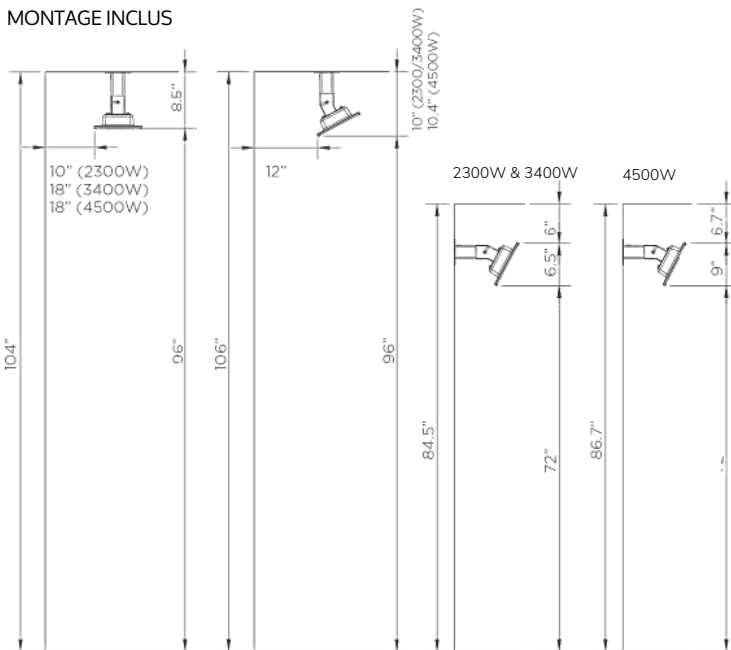 MONTAGE INCLUS
8.5"
10" (2300W)
18" (3400W)
18" (4500W)
104"
96"
10" (2300/3400W)
10.4" (4500W)
12"
106"
96"
2300W & 3400W
6"
6.5"
84.5"
72"
4500W
6.7"
9"
86.7"